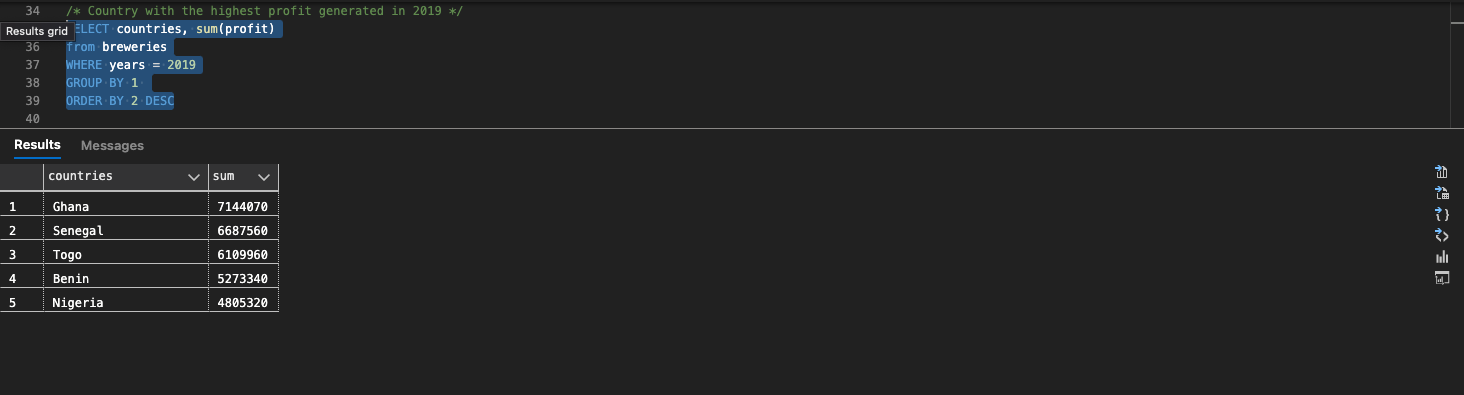 34 /* Country with the highest profit generated in 2019 */
Results grid ELECT countries, sum(profit)
36 from breweries
37 WHERE years = 2019
38 GROUP BY 1
39 ORDER BY 2 DESC
40
Results Messages
countries sum
1 Ghana 7144070
2 Senegal 6687560
3 Togo 6109960
4 Benin 5273340
5 Nigeria 4805320